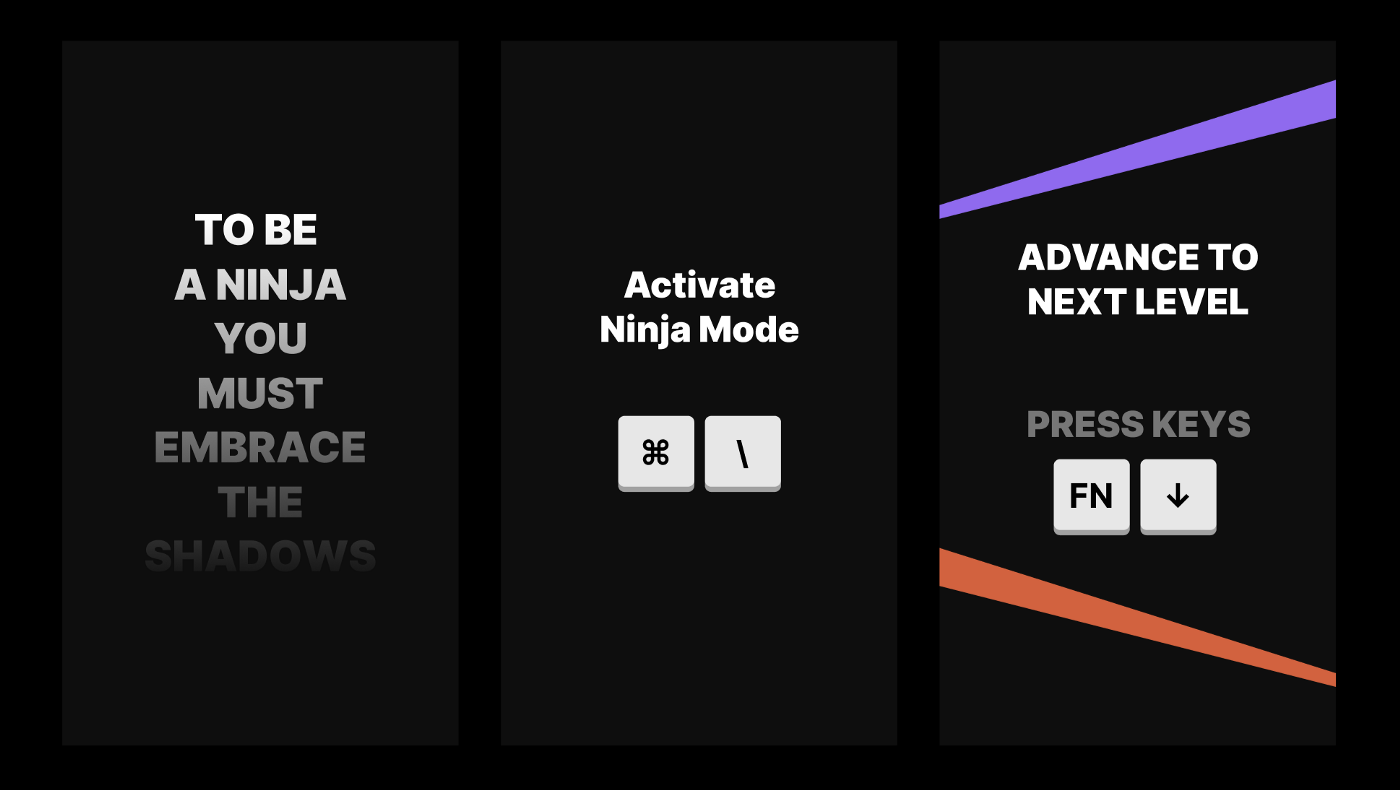 TO BE
A NINJA
YOU
MUST
EMBRACE
THE
SHADOWS
Activate
Ninja Mode
⌘ \
ADVANCE TO
NEXT LEVEL
PRESS KEYS
FN ↓